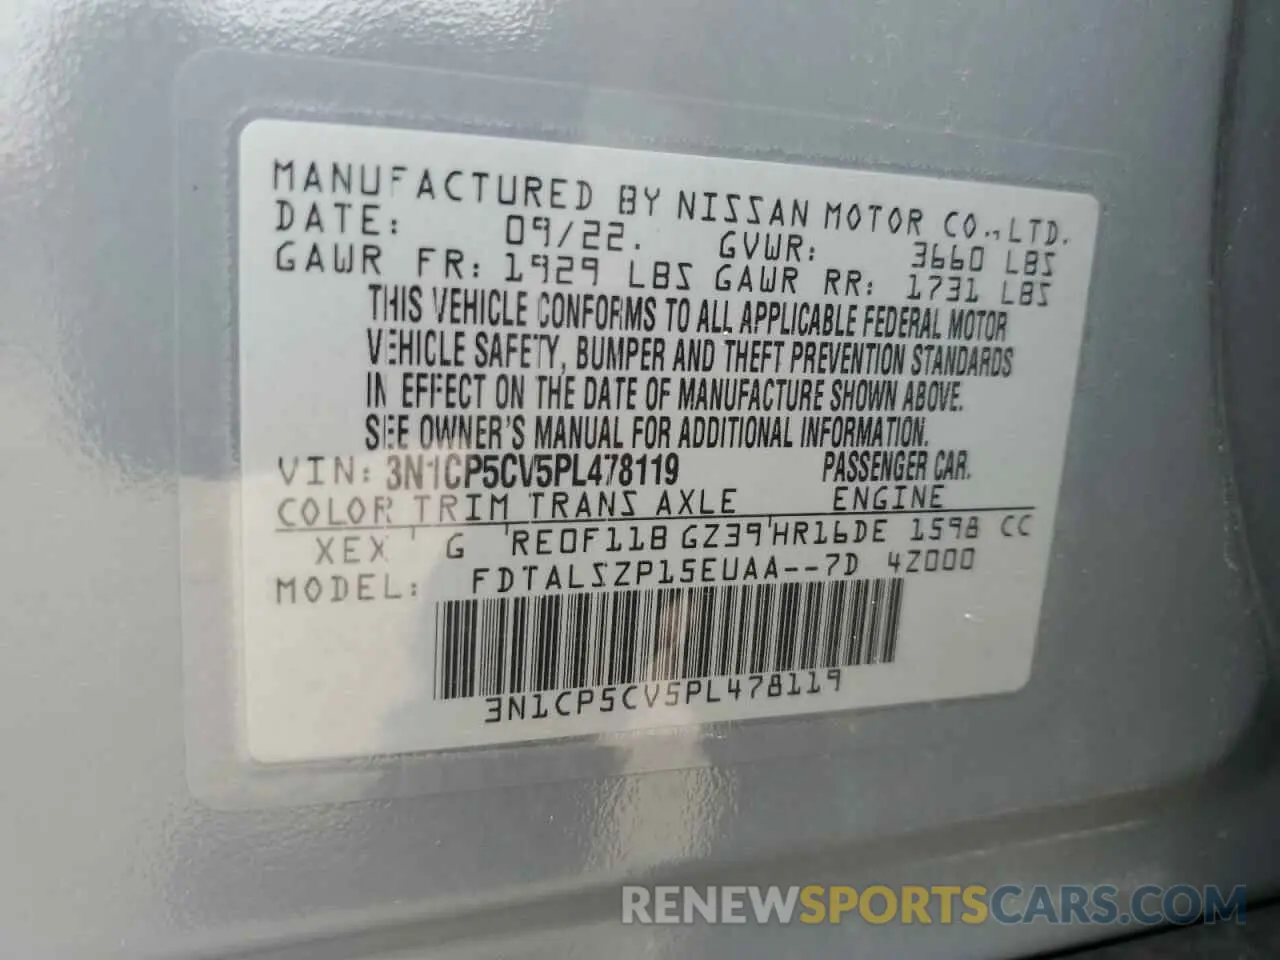 MANUFACTURED BY NISSAN MOTOR CO., LTD.
DATE: 09/22. GVWR: 3660 LBS
GAWR FR: 1929 LBS GAWR RR: 1731 LBS
THIS VEHICLE CONFORMS TO ALL APPLICABLE FEDERAL MOTOR
VEHICLE SAFETY, BUMPER AND THEFT PREVENTION STANDARDS
IN EFFECT ON THE DATE OF MANUFACTURE SHOWN ABOVE.
SEE OWNER'S MANUAL FOR ADDITIONAL INFORMATION.
VIN: 3N1CP5CV5PL478119 PASSENGER CAR.
COLOR TRIM TRANS AXLE ENGINE
XEX G RE0F11B GZ39 HR16DE 1598 CC
MODEL: FDTALSZP15EUAA--7D 4Z000
3N1CP5CV5PL478119
RENEWSPORTSCARS.COM